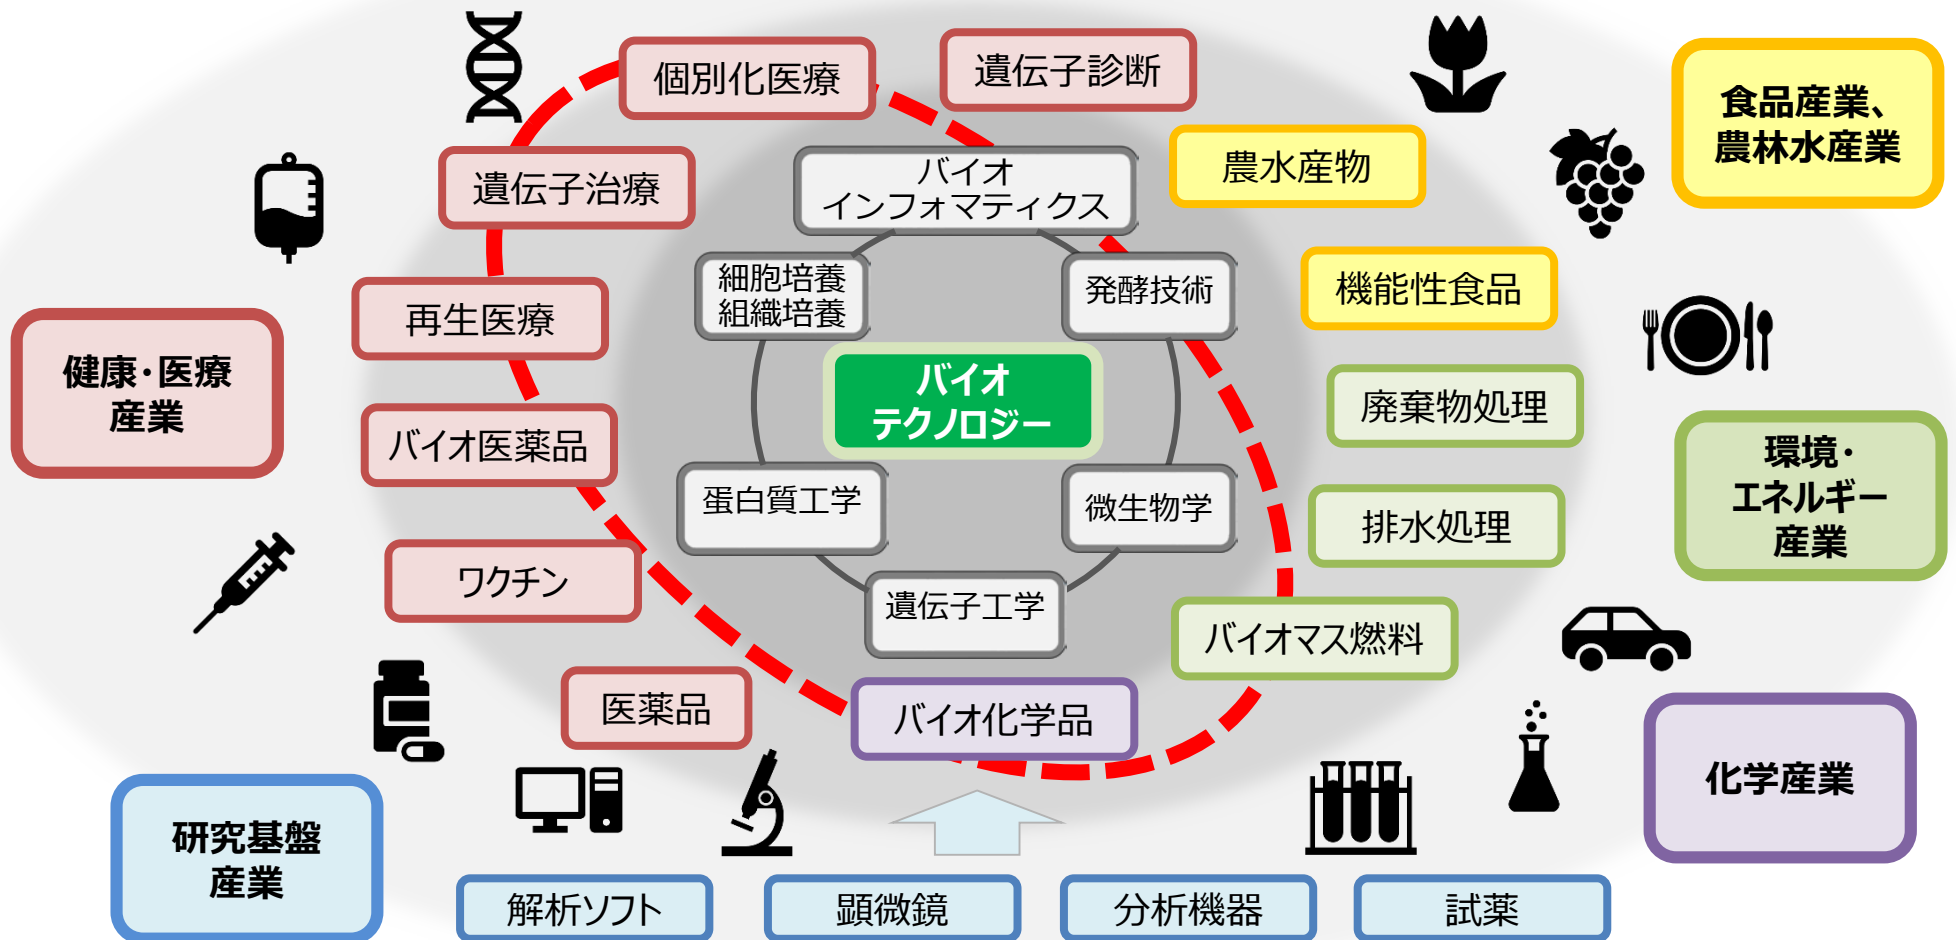 個別化医療
遺伝子診断
食品産業、
農林水産業
遺伝子治療
バイオ
インフォマティクス
農水産物
細胞培養
組織培養
発酵技術
機能性食品
再生医療
健康・医療
産業
バイオ
テクノロジー
廃棄物処理
バイオ医薬品
環境・
エネルギー
産業
蛋白質工学
微生物学
排水処理
ワクチン
遺伝子工学
バイオマス燃料
医薬品
バイオ化学品
化学産業
研究基盤
産業
解析ソフト
顕微鏡
分析機器
試薬